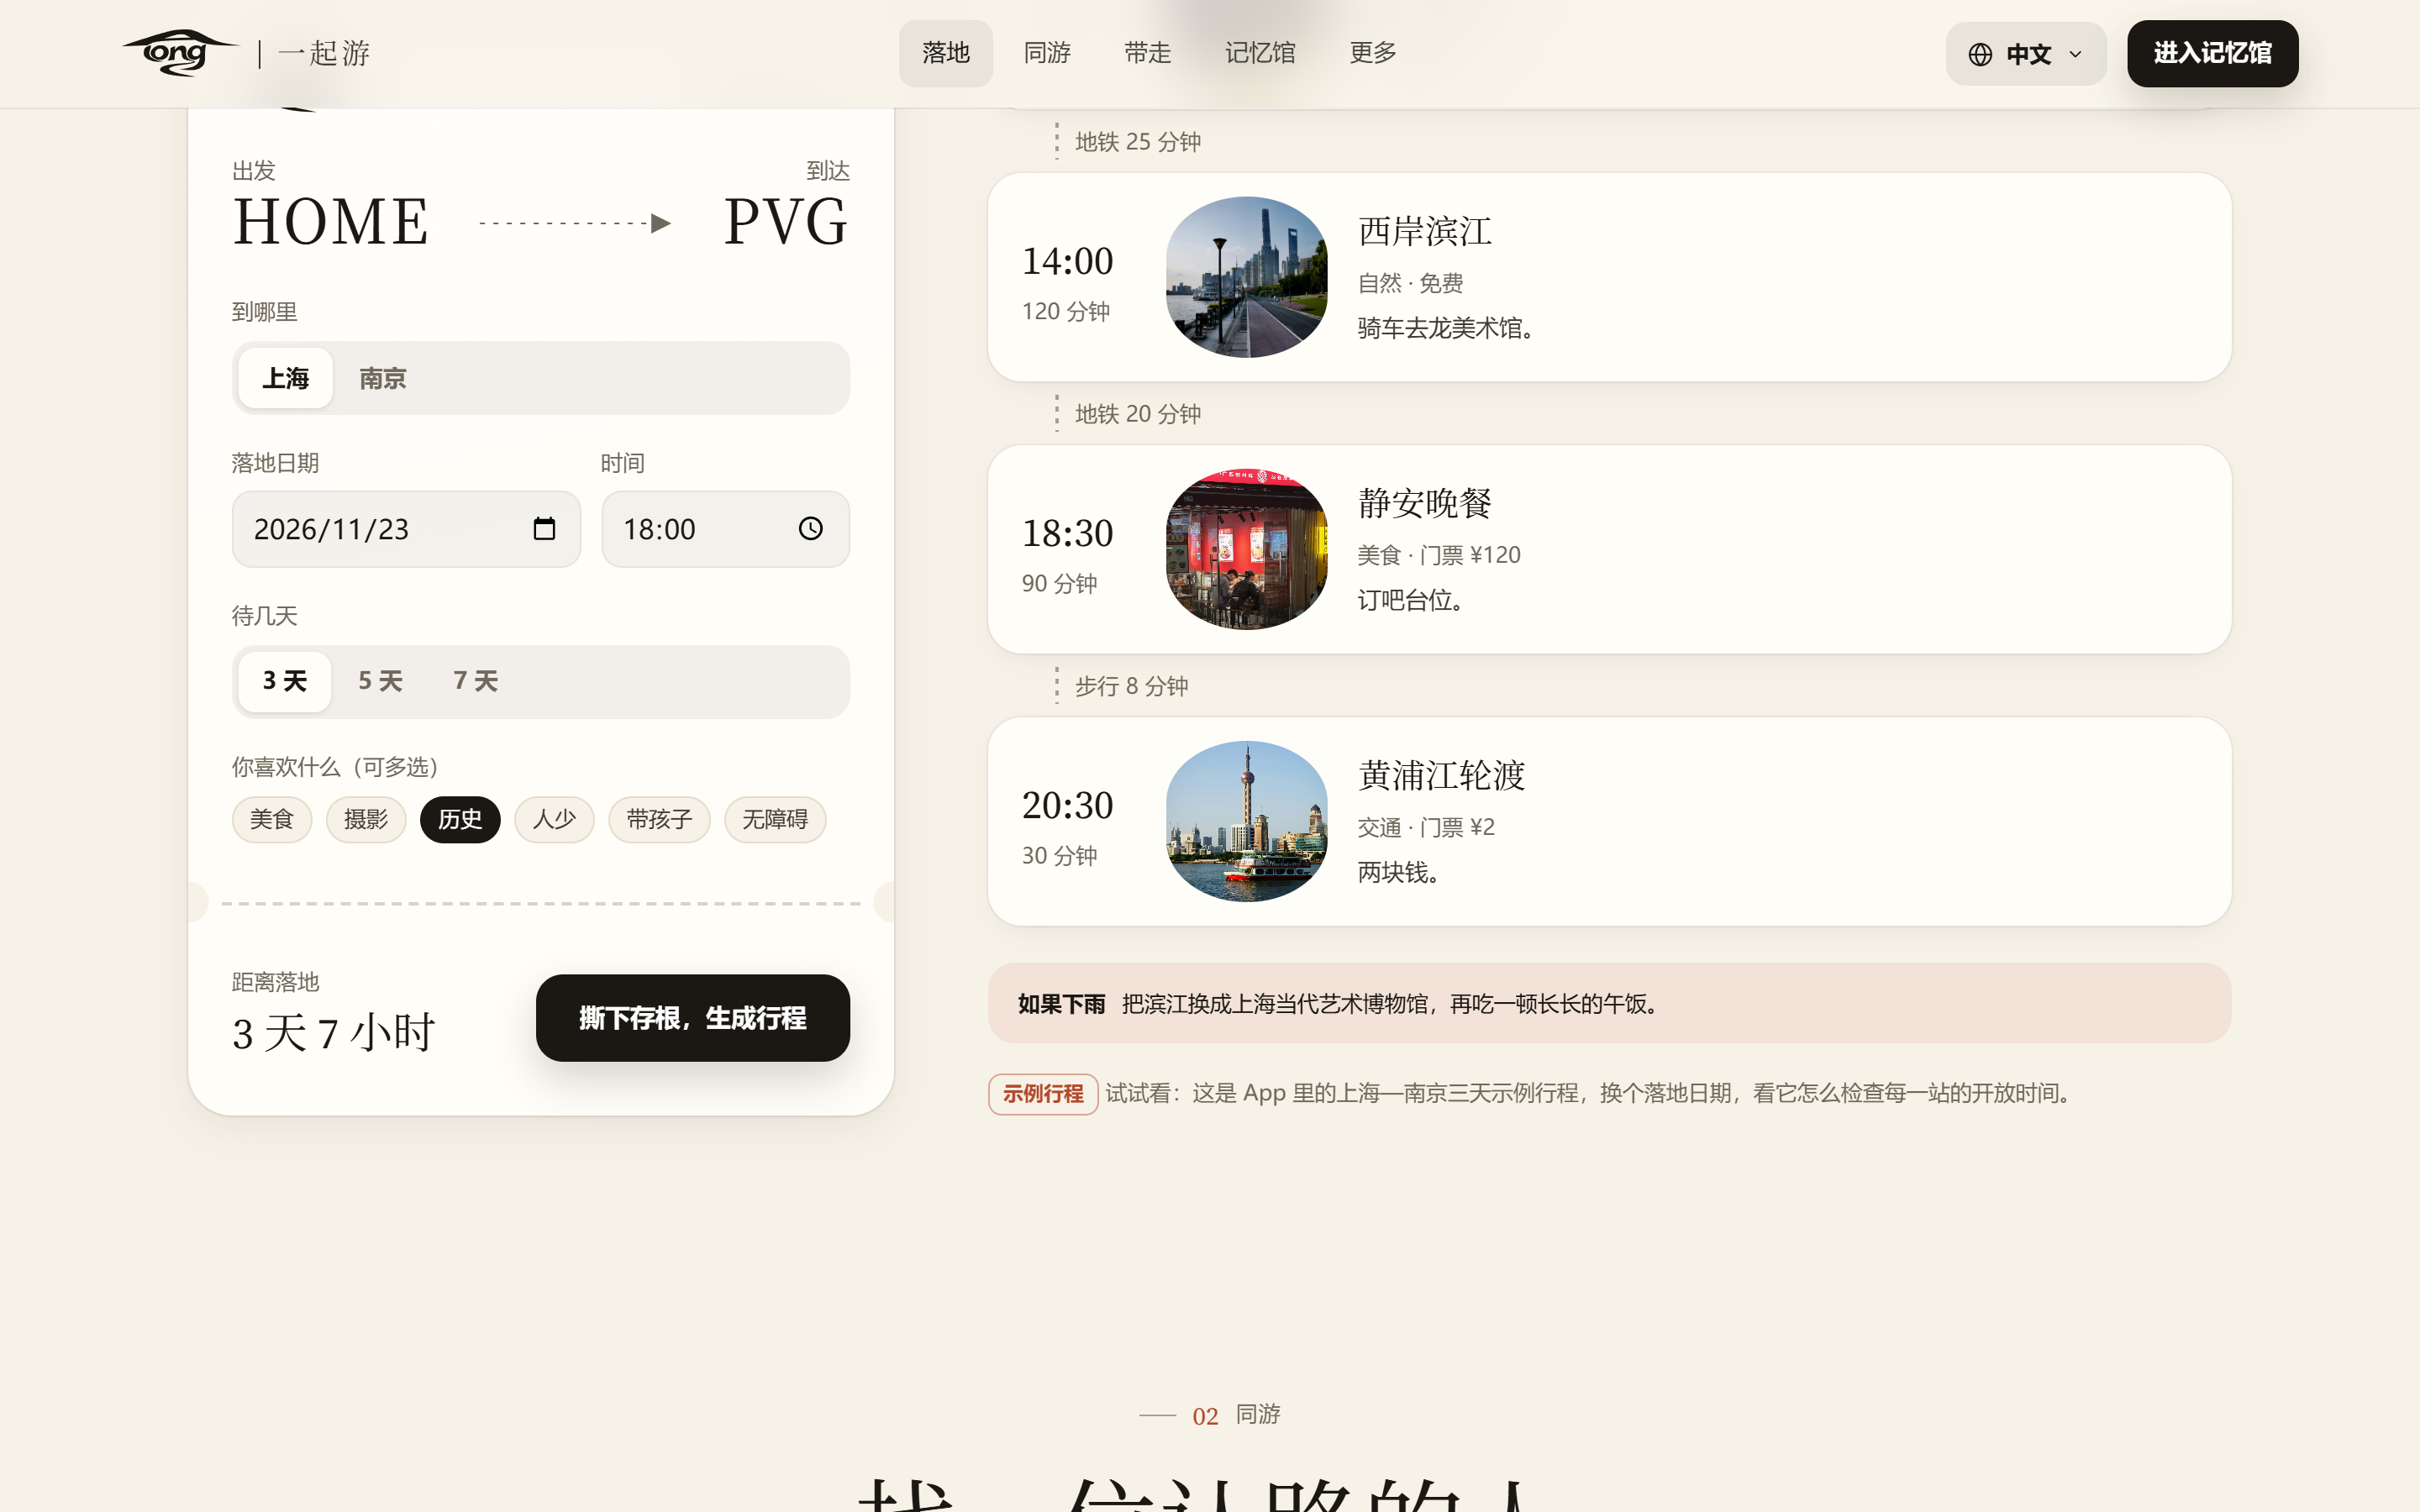 tong
一起游
落地
同游
带走
记忆馆
更多
中文
进入记忆馆
出发
到达
HOME
PVG
到哪里
上海
南京
落地日期
时间
2026/11/23
18:00
待几天
3 天
5 天
7 天
你喜欢什么（可多选）
美食
摄影
历史
人少
带孩子
无障碍
距离落地
3 天 7 小时
撕下存根，生成行程
地铁 25 分钟
14:00
120 分钟
西岸滨江
自然 · 免费
骑车去龙美术馆。
地铁 20 分钟
18:30
90 分钟
静安晚餐
美食 · 门票 ¥120
订吧台位。
步行 8 分钟
20:30
30 分钟
黄浦江轮渡
交通 · 门票 ¥2
两块钱。
如果下雨 把滨江换成上海当代艺术博物馆，再吃一顿长长的午饭。
示例行程 试试看：这是 App 里的上海—南京三天示例行程，换个落地日期，看它怎么检查每一站的开放时间。
02 同游